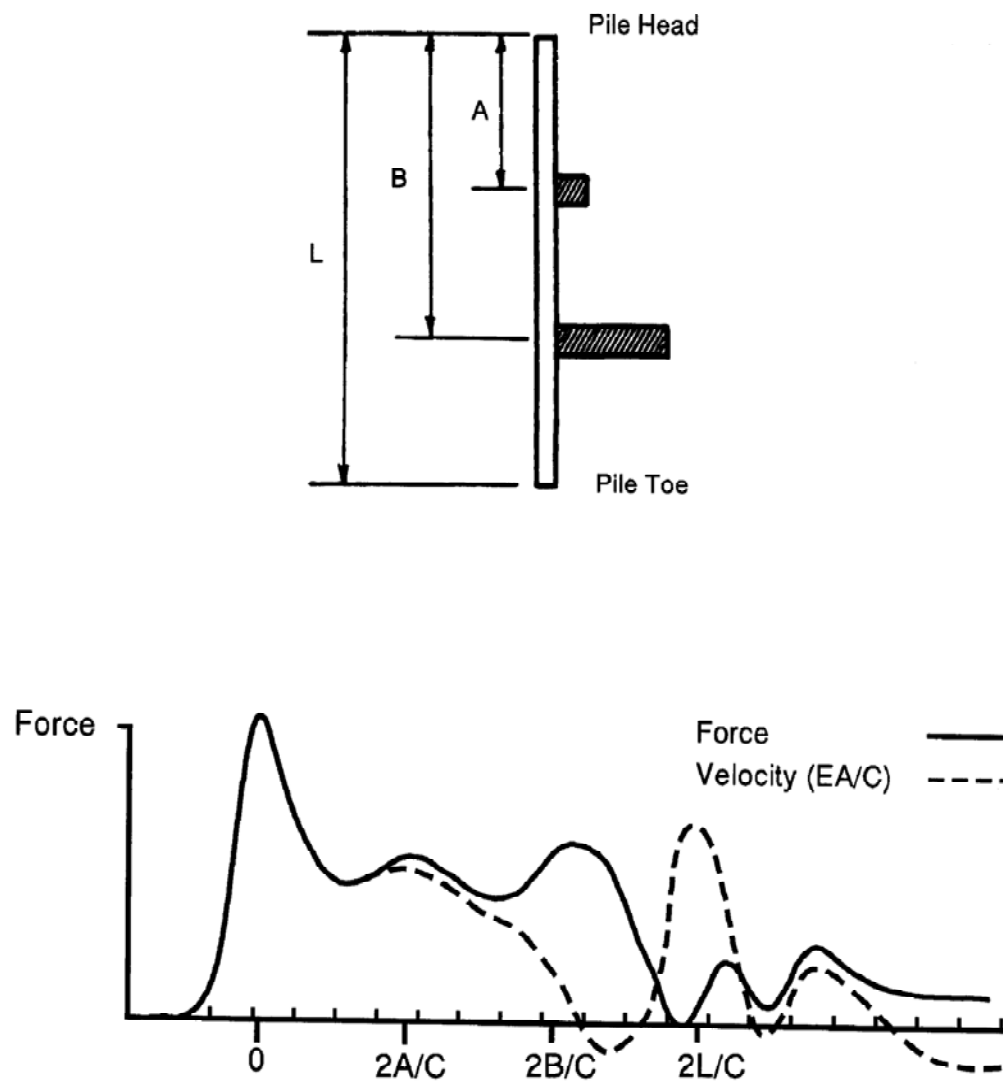 Pile Head
A
B
L
Pile Toe
Force
Force
Velocity (EA/C)
0
2A/C
2B/C
2L/C